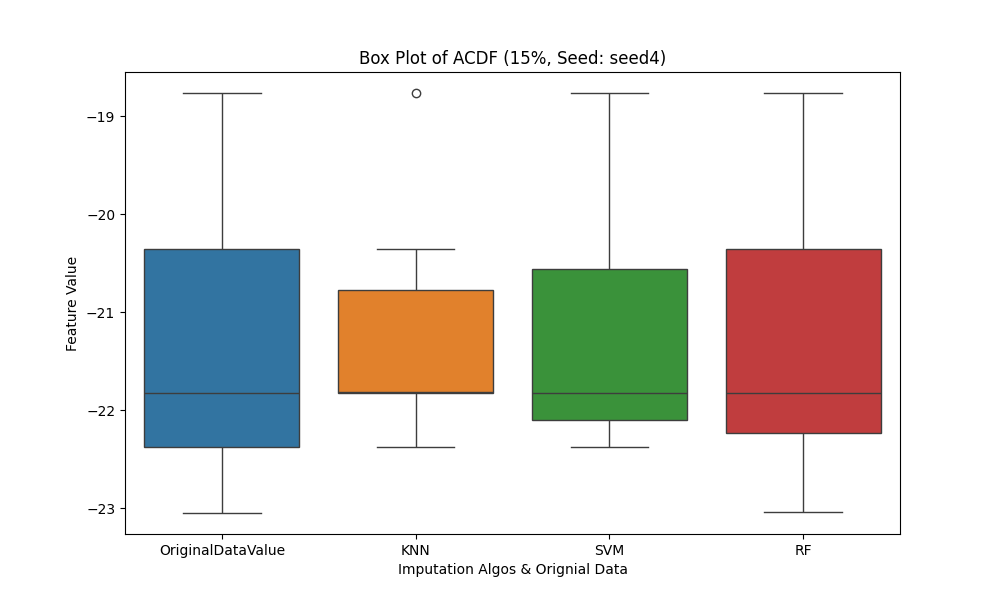 Box Plot of ACDF (15%, Seed: seed4)
−19
−20
−21
−22
−23
Feature Value
OriginalDataValue
KNN
SVM
RF
Imputation Algos & Orignial Data